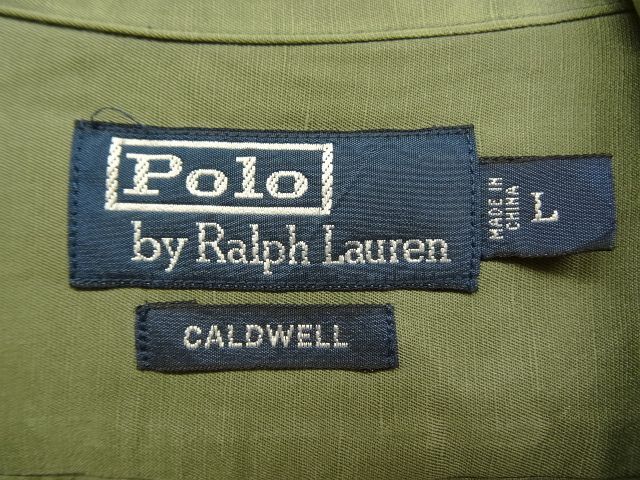 Polo
by Ralph Lauren
MADE IN
CHINA
L
CALDWELL